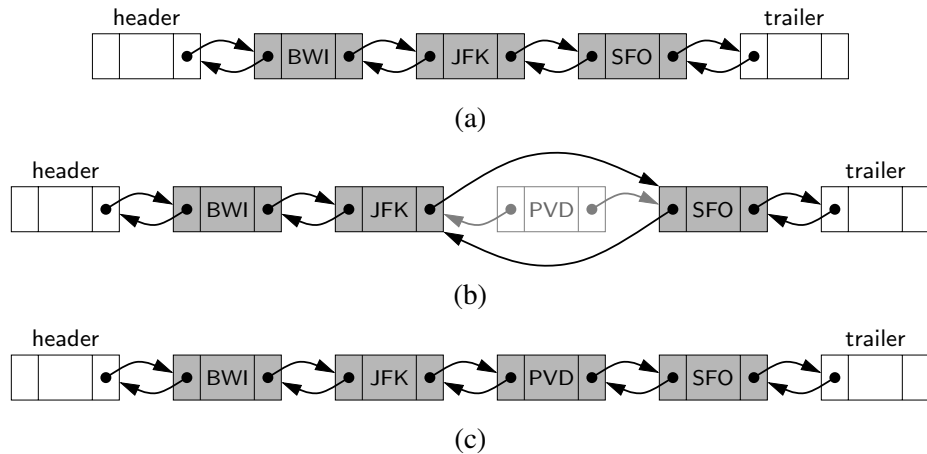 header trailer
BWI JFK SFO
(a)
header trailer
BWI JFK PVD SFO
(b)
header trailer
BWI JFK PVD SFO
(c)